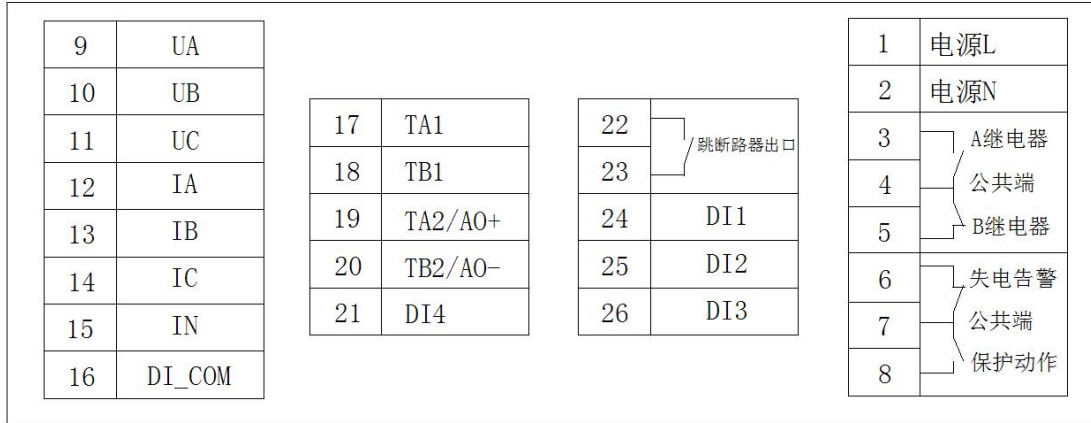 9 UA
10 UB
11 UC
12 IA
13 IB
14 IC
15 IN
16 DI_COM
17 TA1
18 TB1
19 TA2/AO+
20 TB2/AO-
21 DI4
22
跳断路器出口
23
24 DI1
25 DI2
26 DI3
1 电源L
2 电源N
3 A继电器
4 公共端
5 B继电器
6 失电告警
7 公共端
8 保护动作